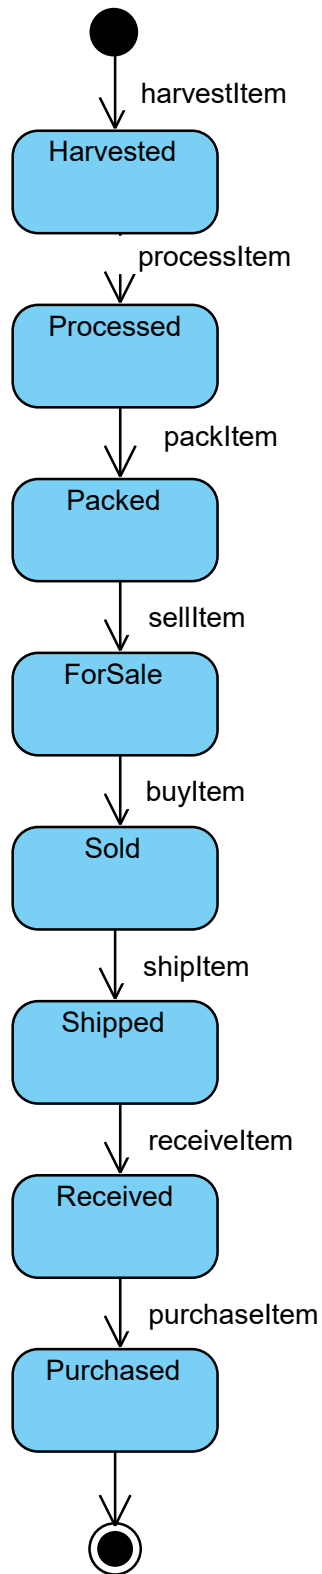 harvestItem
Harvested
processItem
Processed
packItem
Packed
sellItem
ForSale
buyItem
Sold
shipItem
Shipped
receiveItem
Received
purchaseItem
Purchased